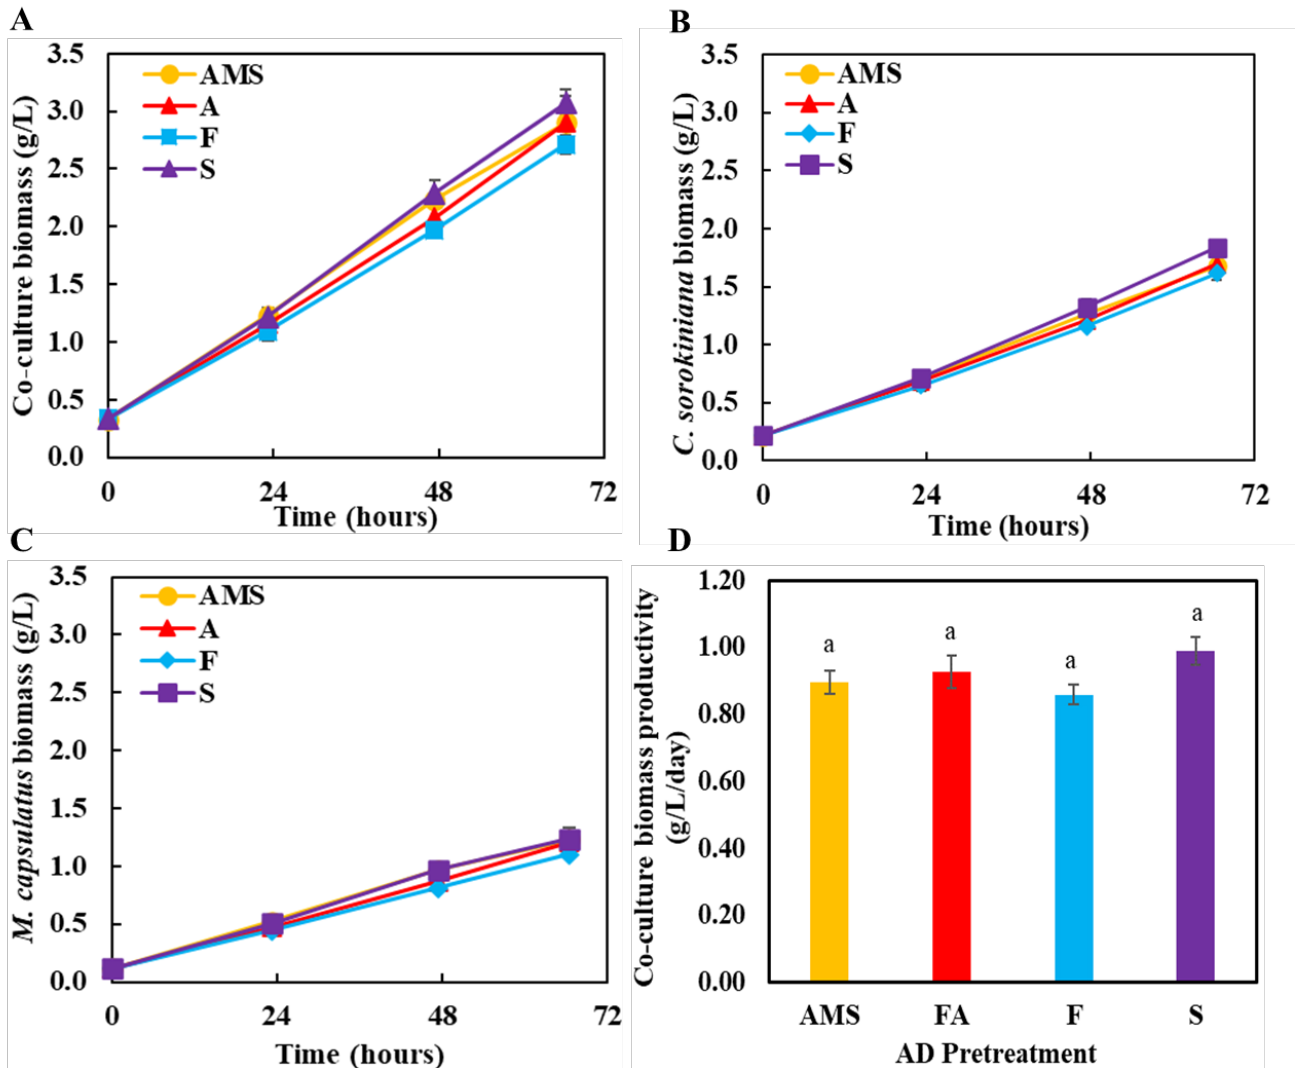 A
3.5
3.0
2.5
2.0
1.5
1.0
0.5
0.0
Co-culture biomass (g/L)
AMS
A
F
S
0 24 48 72
Time (hours)
B
3.5
3.0
2.5
2.0
1.5
1.0
0.5
0.0
C. sorokiniana biomass (g/L)
AMS
A
F
S
0 24 48 72
Time (hours)
C
3.5
3.0
2.5
2.0
1.5
1.0
0.5
0.0
M. capsulatus biomass (g/L)
AMS
A
F
S
0 24 48 72
Time (hours)
D
1.20
1.00
0.80
0.60
0.40
0.20
0.00
Co-culture biomass productivity
(g/L/day)
a a a a
AMS FA F S
AD Pretreatment